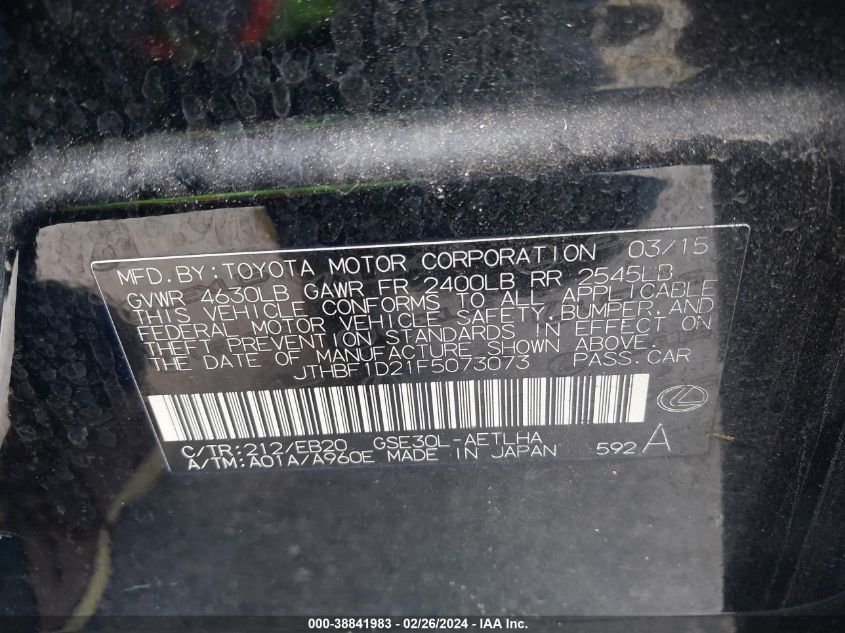 MFD. BY: TOYOTA MOTOR CORPORATION 03/15
GVWR 4630LB GAWR FR 2400LB RR 2545LB
THIS VEHICLE CONFORMS TO ALL APPLICABLE
FEDERAL MOTOR VEHICLE SAFETY, BUMPER, AND
THEFT PREVENTION STANDARDS IN EFFECT ON
THE DATE OF MANUFACTURE SHOWN ABOVE.
JTHBF1D21F5073073 PASS. CAR
C/TR: 212/EB20 GSE30L-AETLHA
A/TM: A01A/A960E MADE IN JAPAN 592 A
000-38841983 - 02/26/2024 - IAA Inc.